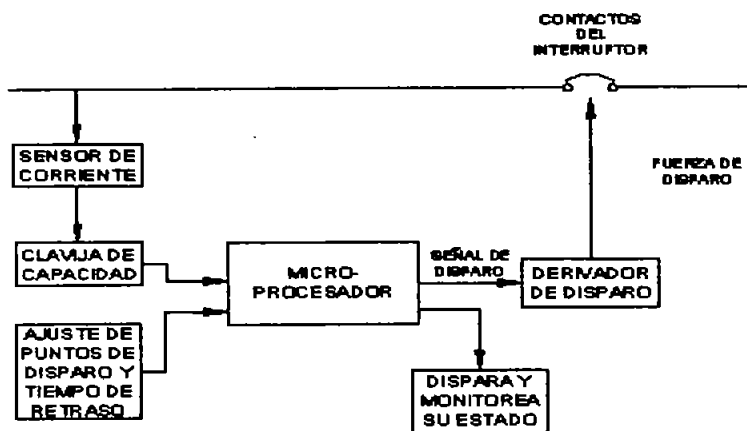 CONTACTOS
DEL
INTERRUPTOR
SENSOR DE
CORRIENTE
FUERZA DE
DISPARO
CLAVIJA DE
CAPACIDAD
MICRO-
PROCESADOR
SEÑAL DE
DISPARO
DERIVADOR
DE DISPARO
AJUSTE DE
PUNTOS DE
DISPARO Y
TIEMPO DE
RETRASO
DISPARA Y
MONITOREA
SU ESTADO